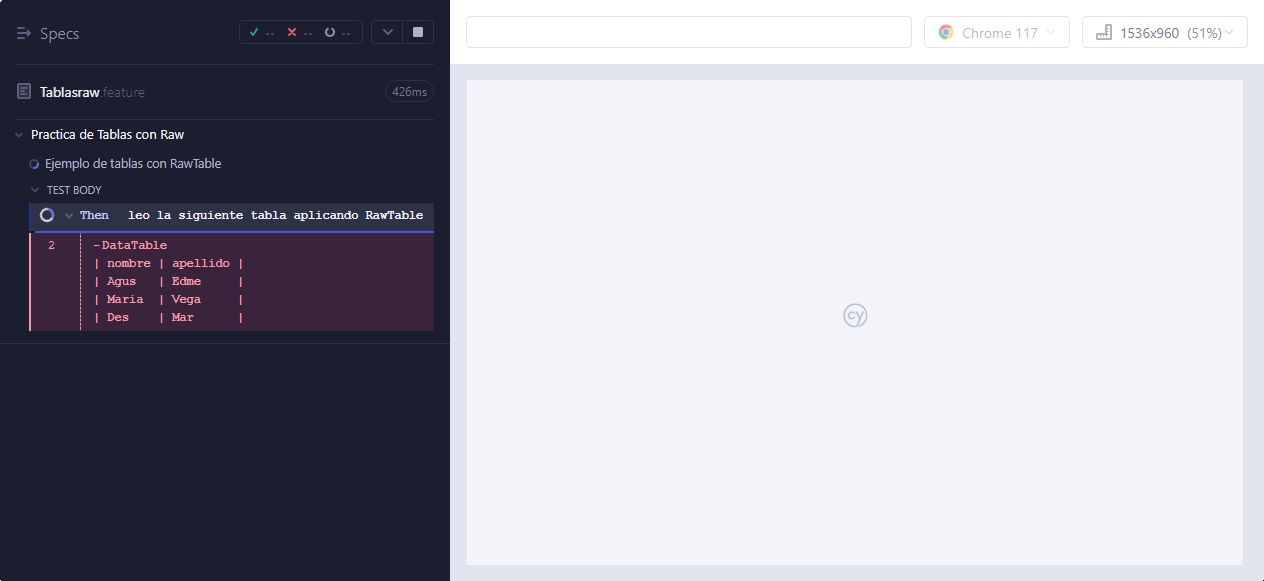 Specs
-- -- --
Tablasraw.feature 426ms
Practica de Tablas con Raw
Ejemplo de tablas con RawTable
TEST BODY
Then leo la siguiente tabla aplicando RawTable
2 -DataTable
| nombre | apellido |
| Agus | Edme |
| Maria | Vega |
| Des | Mar |
Chrome 117
1536x960 (51%)
cy